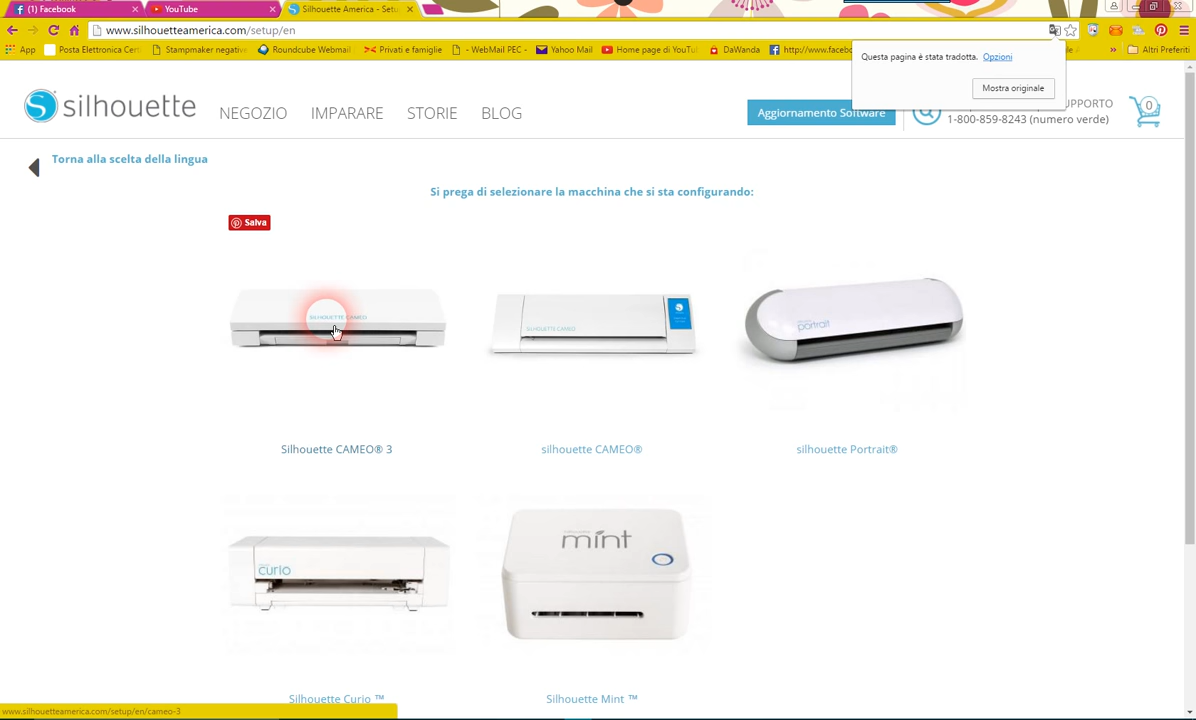 (1) Facebook
YouTube
Silhouette America - Setu
www.silhouetteamerica.com/setup/en
App
Posta Elettronica Certi
Stampmaker negative
Roundcube Webmail
Privati e famiglie
- WebMail PEC -
Yahoo Mail
Home page di YouTu
DaWanda
http://www.facebo
»
Altri Preferiti
Questa pagina è stata tradotta. Opzioni
Mostra originale
silhouette
NEGOZIO
IMPARARE
STORIE
BLOG
Aggiornamento Software
UPPORTO
1-800-859-8243 (numero verde)
0
Torna alla scelta della lingua
Si prega di selezionare la macchina che si sta configurando:
Salva
SILHOUETTE CAMEO
SILHOUETTE CAMEO
portrait
Silhouette CAMEO® 3
silhouette CAMEO®
silhouette Portrait®
curio
mint
Silhouette Curio ™
Silhouette Mint ™
www.silhouetteamerica.com/setup/en/cameo-3